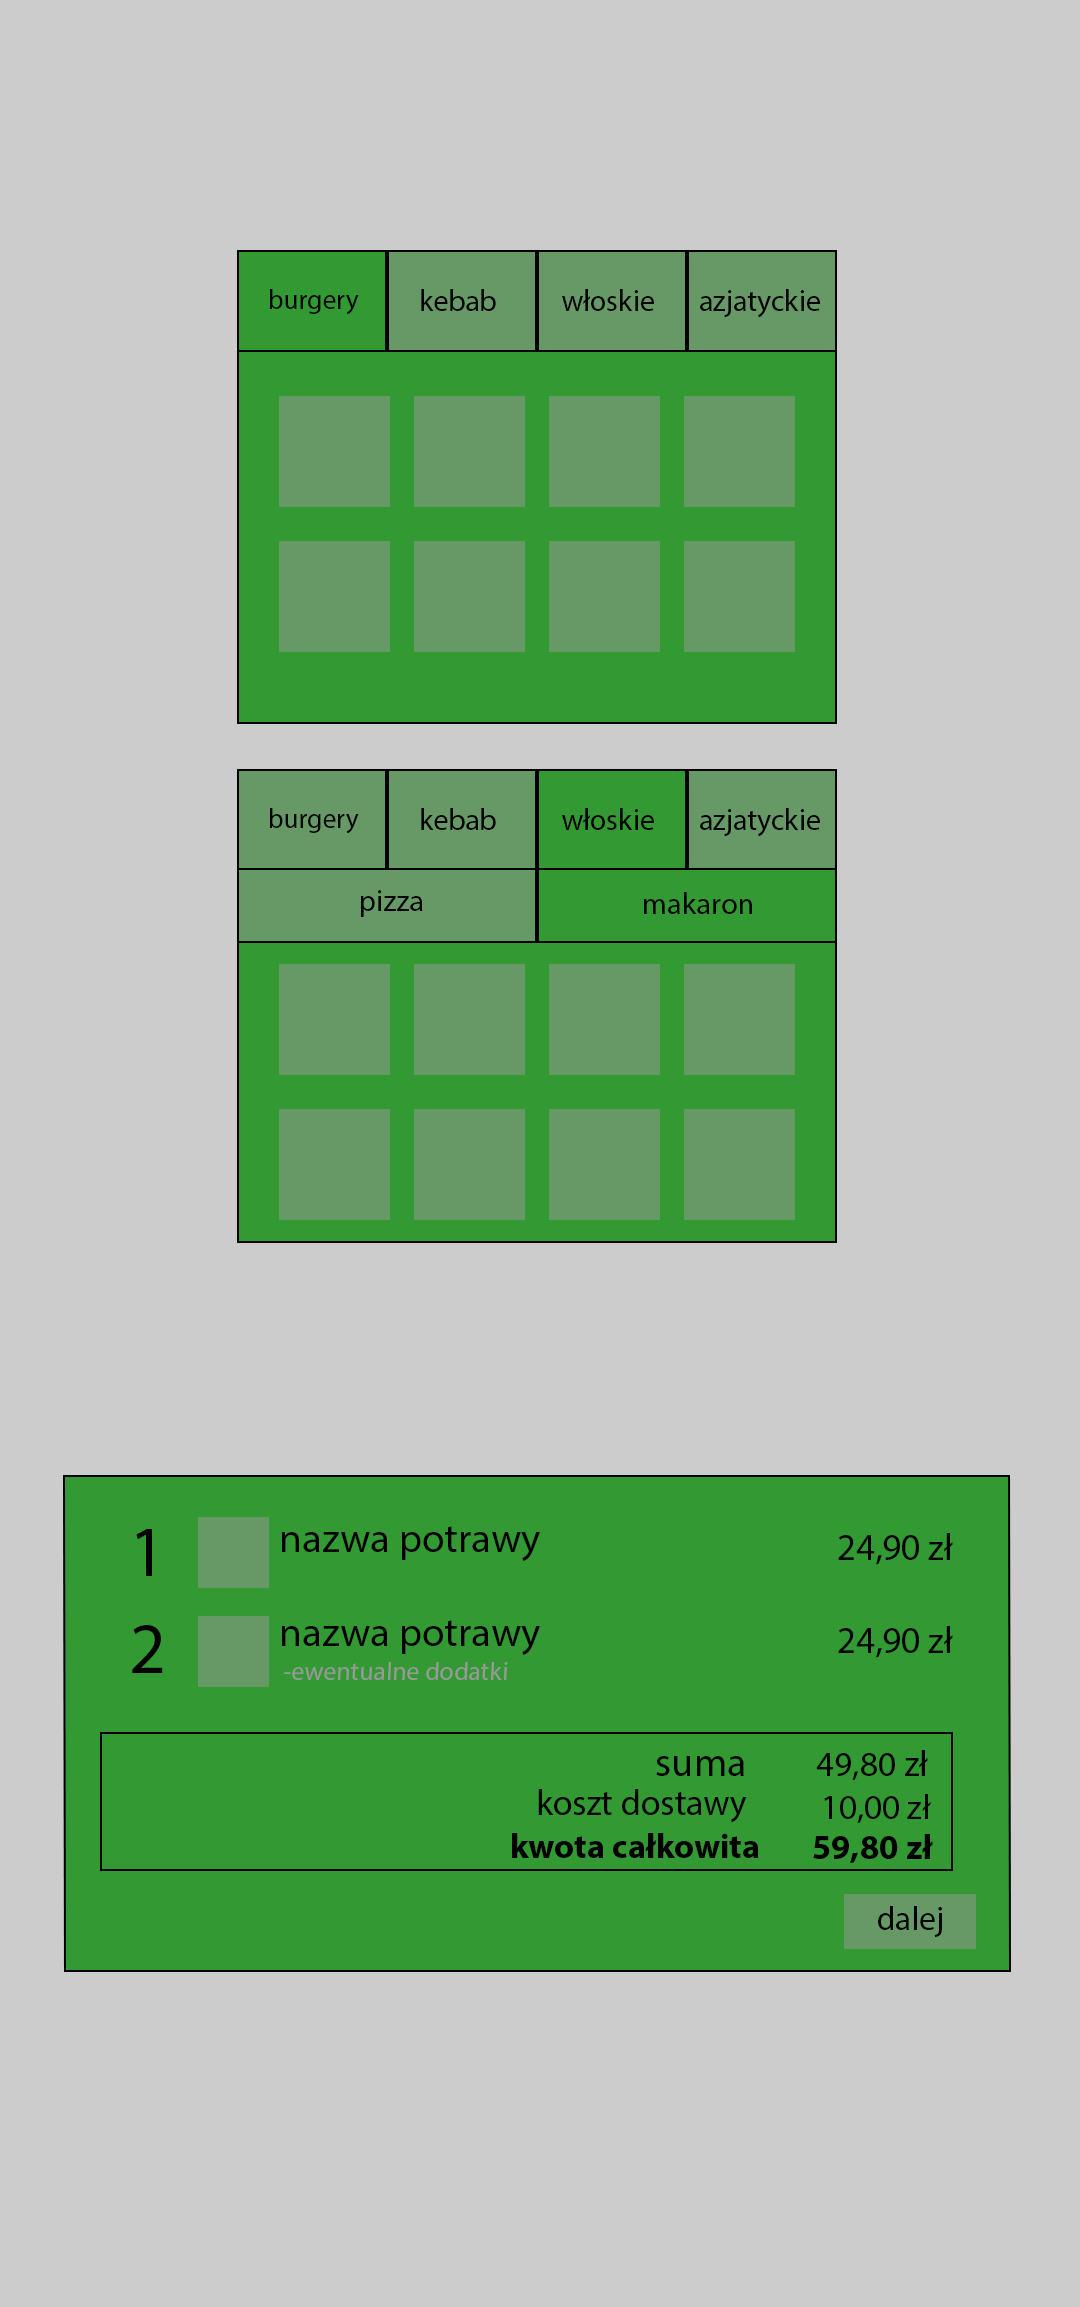 burgery kebab włoskie azjatyckie
burgery kebab włoskie azjatyckie
pizza makaron
1 nazwa potrawy 24,90 zł
2 nazwa potrawy 24,90 zł
-ewentualne dodatki
suma 49,80 zł
koszt dostawy 10,00 zł
kwota całkowita 59,80 zł
dalej